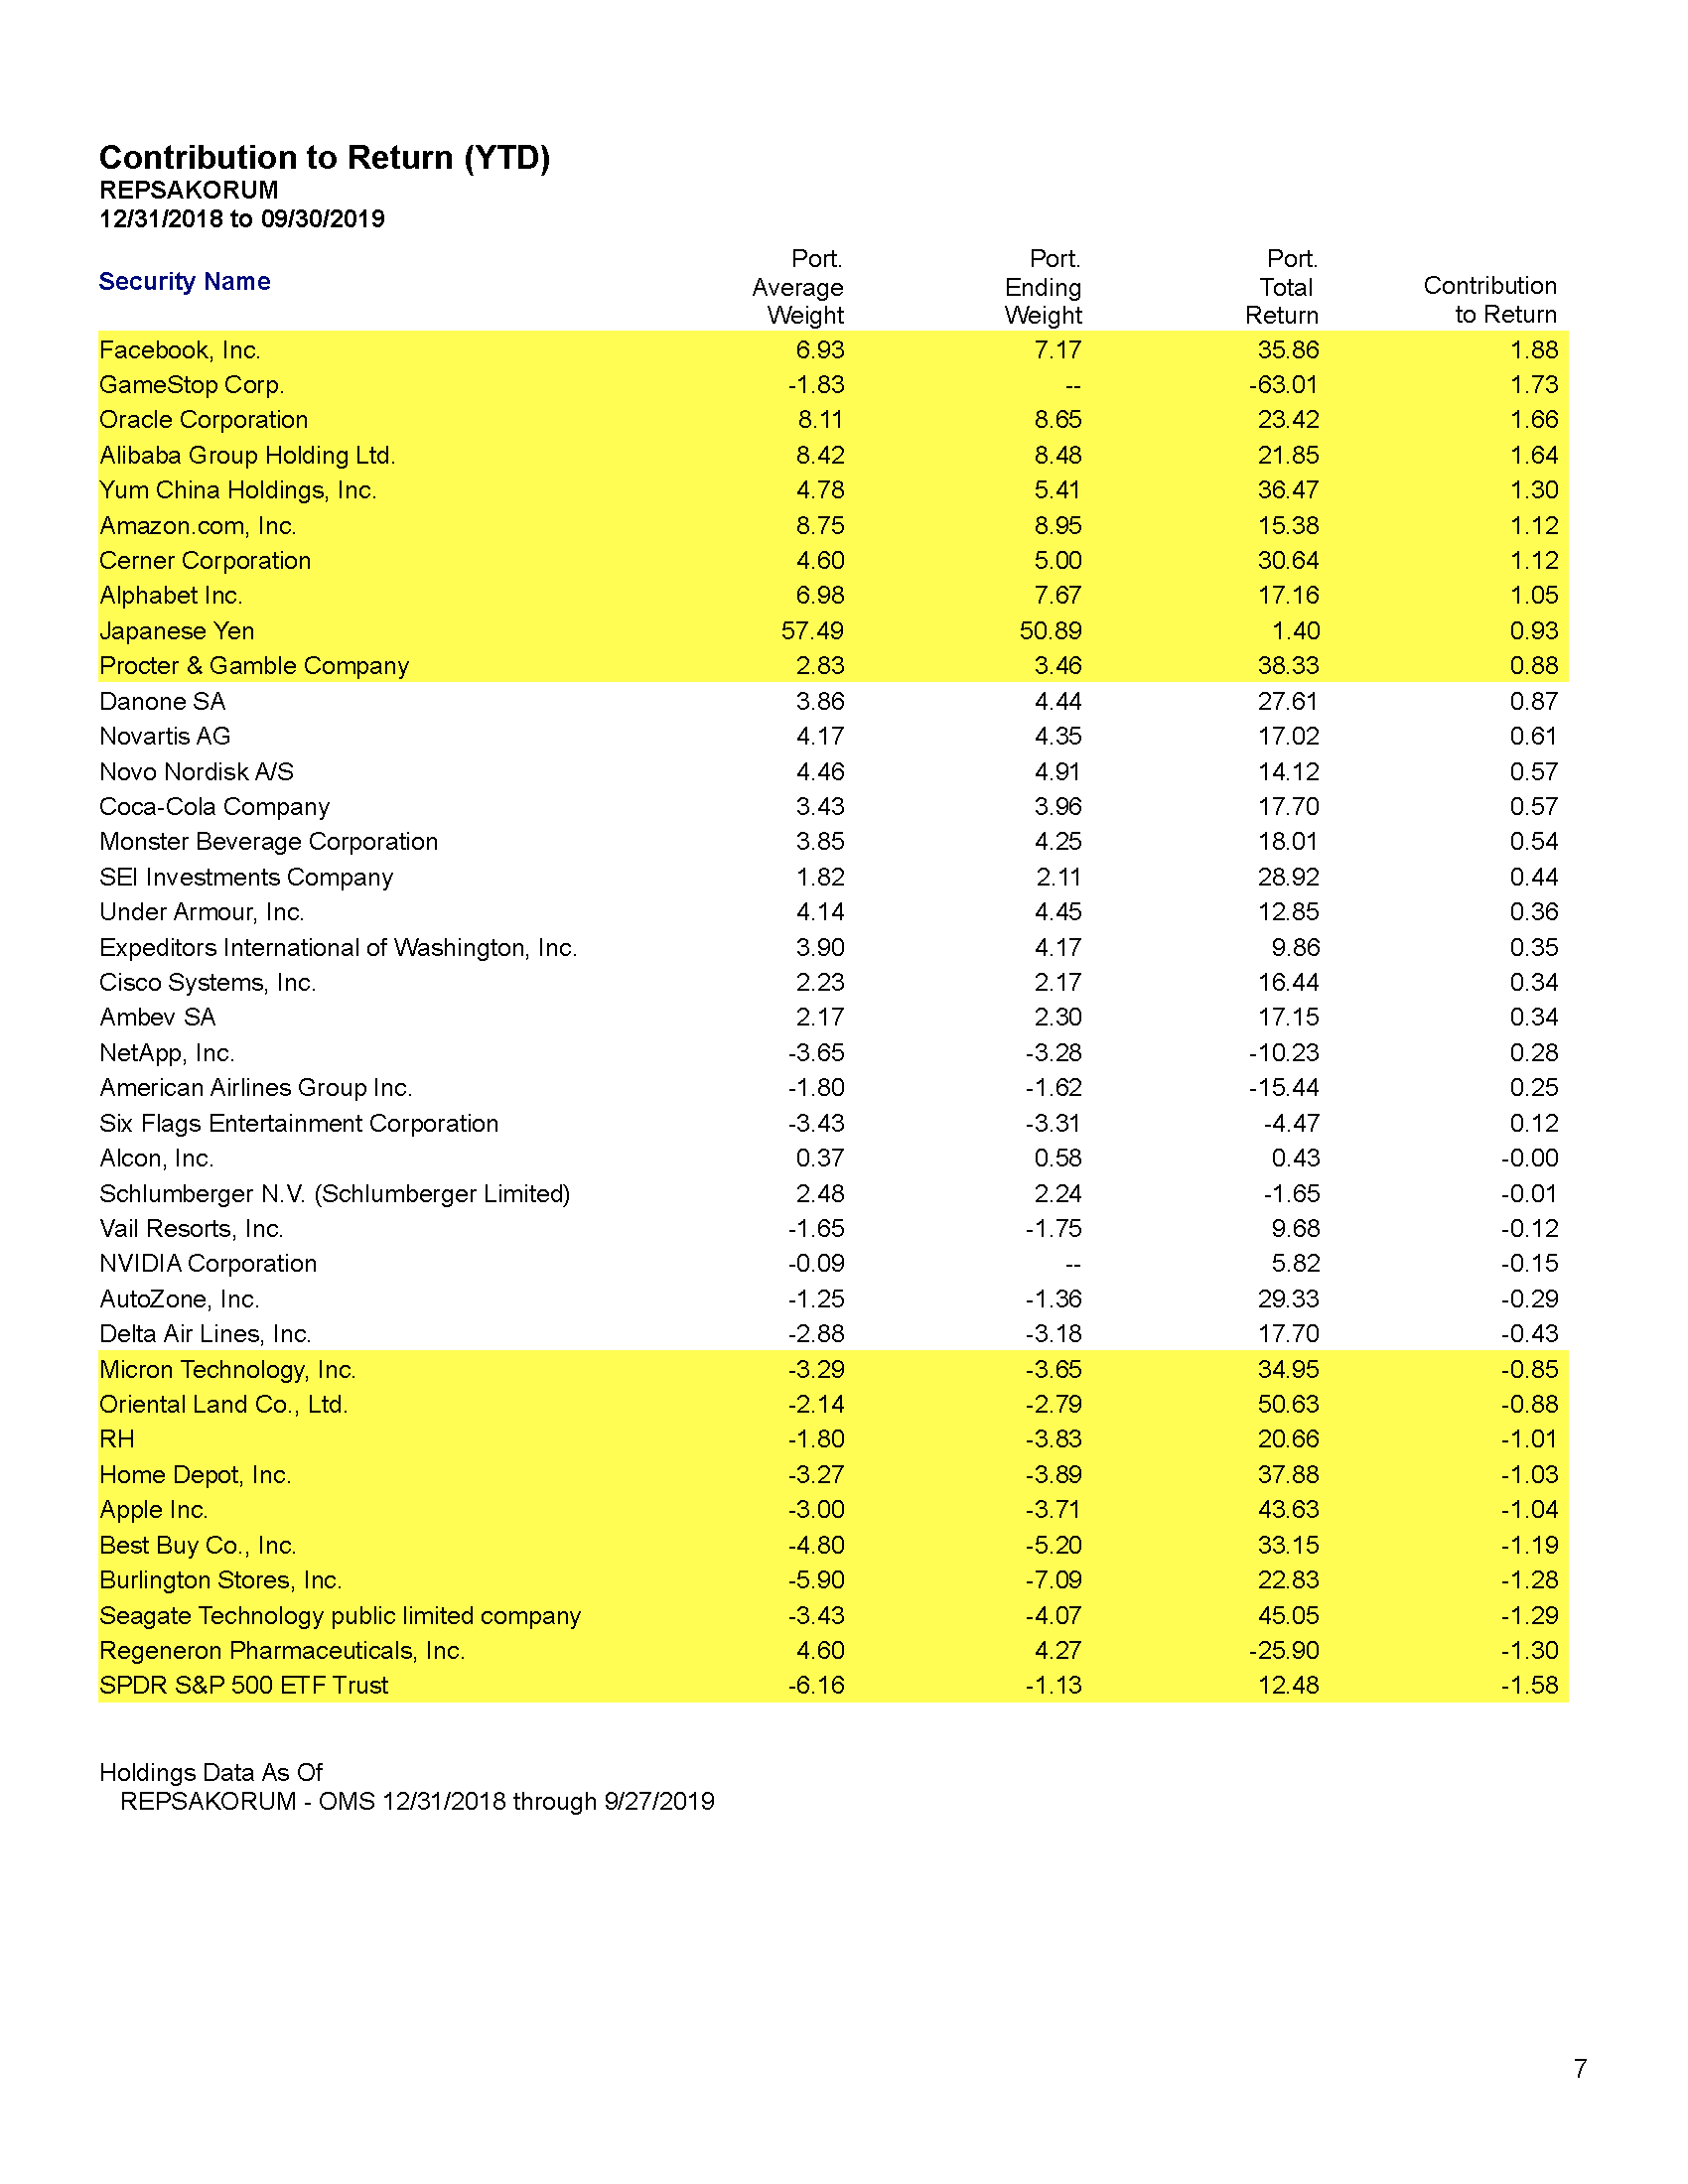 Contribution to Return (YTD)
REPSAKORUM
12/31/2018 to 09/30/2019
Security Name Port. Average Weight Port. Ending Weight Port. Total Return Contribution to Return
Facebook, Inc. 6.93 7.17 35.86 1.88
GameStop Corp. -1.83 -- -63.01 1.73
Oracle Corporation 8.11 8.65 23.42 1.66
Alibaba Group Holding Ltd. 8.42 8.48 21.85 1.64
Yum China Holdings, Inc. 4.78 5.41 36.47 1.30
Amazon.com, Inc. 8.75 8.95 15.38 1.12
Cerner Corporation 4.60 5.00 30.64 1.12
Alphabet Inc. 6.98 7.67 17.16 1.05
Japanese Yen 57.49 50.89 1.40 0.93
Procter & Gamble Company 2.83 3.46 38.33 0.88
Danone SA 3.86 4.44 27.61 0.87
Novartis AG 4.17 4.35 17.02 0.61
Novo Nordisk A/S 4.46 4.91 14.12 0.57
Coca-Cola Company 3.43 3.96 17.70 0.57
Monster Beverage Corporation 3.85 4.25 18.01 0.54
SEI Investments Company 1.82 2.11 28.92 0.44
Under Armour, Inc. 4.14 4.45 12.85 0.36
Expeditors International of Washington, Inc. 3.90 4.17 9.86 0.35
Cisco Systems, Inc. 2.23 2.17 16.44 0.34
Ambev SA 2.17 2.30 17.15 0.34
NetApp, Inc. -3.65 -3.28 -10.23 0.28
American Airlines Group Inc. -1.80 -1.62 -15.44 0.25
Six Flags Entertainment Corporation -3.43 -3.31 -4.47 0.12
Alcon, Inc. 0.37 0.58 0.43 -0.00
Schlumberger N.V. (Schlumberger Limited) 2.48 2.24 -1.65 -0.01
Vail Resorts, Inc. -1.65 -1.75 9.68 -0.12
NVIDIA Corporation -0.09 -- 5.82 -0.15
AutoZone, Inc. -1.25 -1.36 29.33 -0.29
Delta Air Lines, Inc. -2.88 -3.18 17.70 -0.43
Micron Technology, Inc. -3.29 -3.65 34.95 -0.85
Oriental Land Co., Ltd. -2.14 -2.79 50.63 -0.88
RH -1.80 -3.83 20.66 -1.01
Home Depot, Inc. -3.27 -3.89 37.88 -1.03
Apple Inc. -3.00 -3.71 43.63 -1.04
Best Buy Co., Inc. -4.80 -5.20 33.15 -1.19
Burlington Stores, Inc. -5.90 -7.09 22.83 -1.28
Seagate Technology public limited company -3.43 -4.07 45.05 -1.29
Regeneron Pharmaceuticals, Inc. 4.60 4.27 -25.90 -1.30
SPDR S&P 500 ETF Trust -6.16 -1.13 12.48 -1.58
Holdings Data As Of
REPSAKORUM - OMS 12/31/2018 through 9/27/2019
7